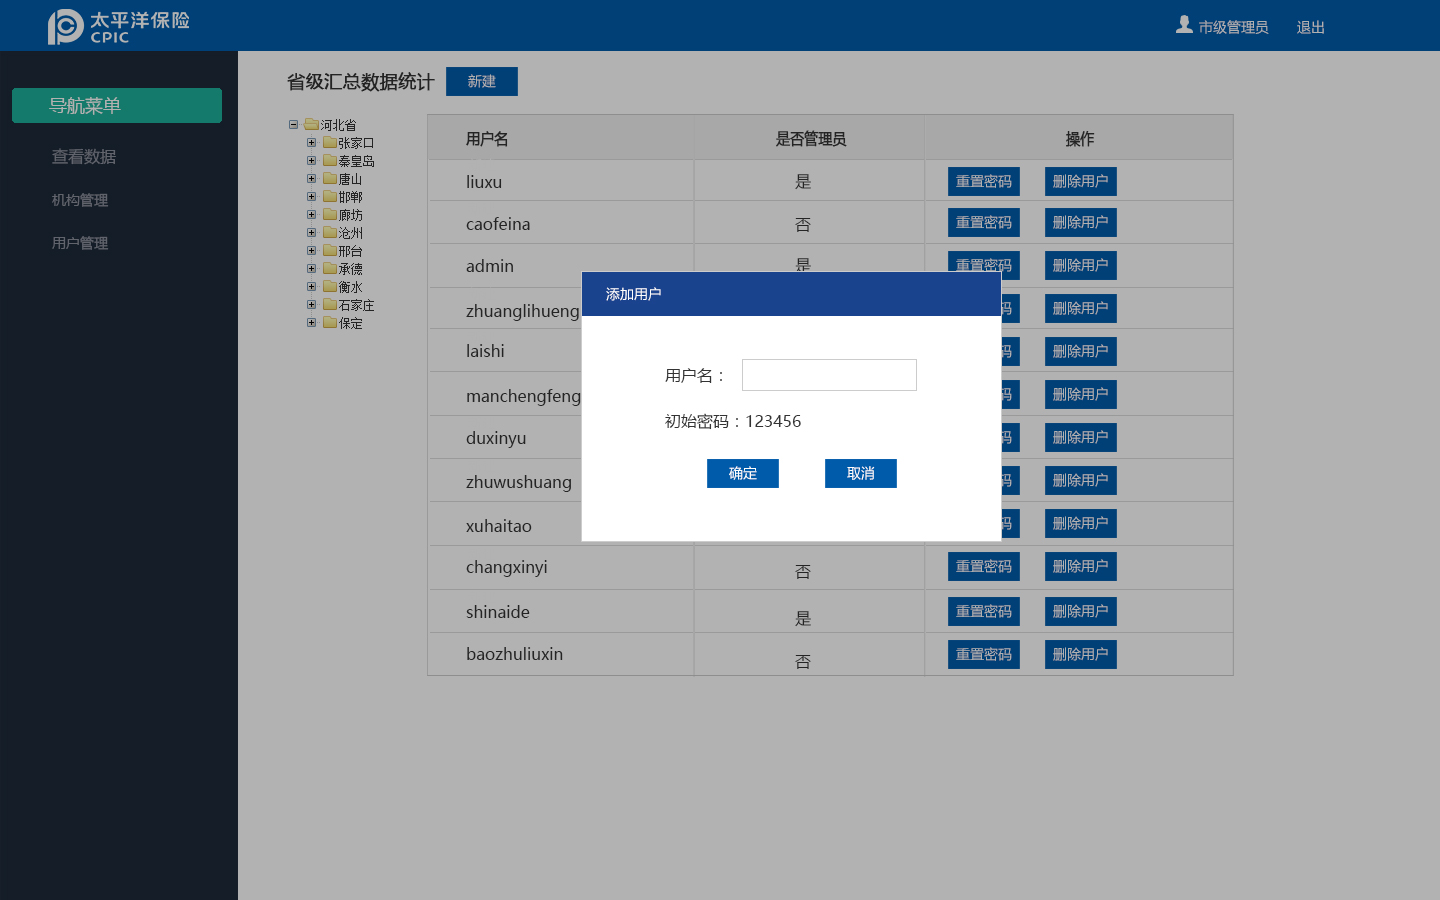 太平洋保险
CPIC
市级管理员 退出
导航菜单
查看数据
机构管理
用户管理
省级汇总数据统计 新建
河北省
张家口
秦皇岛
唐山
邯郸
廊坊
沧州
邢台
承德
衡水
石家庄
保定
用户名 是否管理员 操作
liuxu 是 重置密码 删除用户
caofeina 否 重置密码 删除用户
admin 是 重置密码 删除用户
zhuanglihueng 码 删除用户
laishi 码 删除用户
manchengfeng 码 删除用户
duxinyu 码 删除用户
zhuwushuang 码 删除用户
xuhaitao 码 删除用户
changxinyi 否 重置密码 删除用户
shinaide 是 重置密码 删除用户
baozhuliuxin 否 重置密码 删除用户
添加用户
用户名：
初始密码：123456
确定 取消